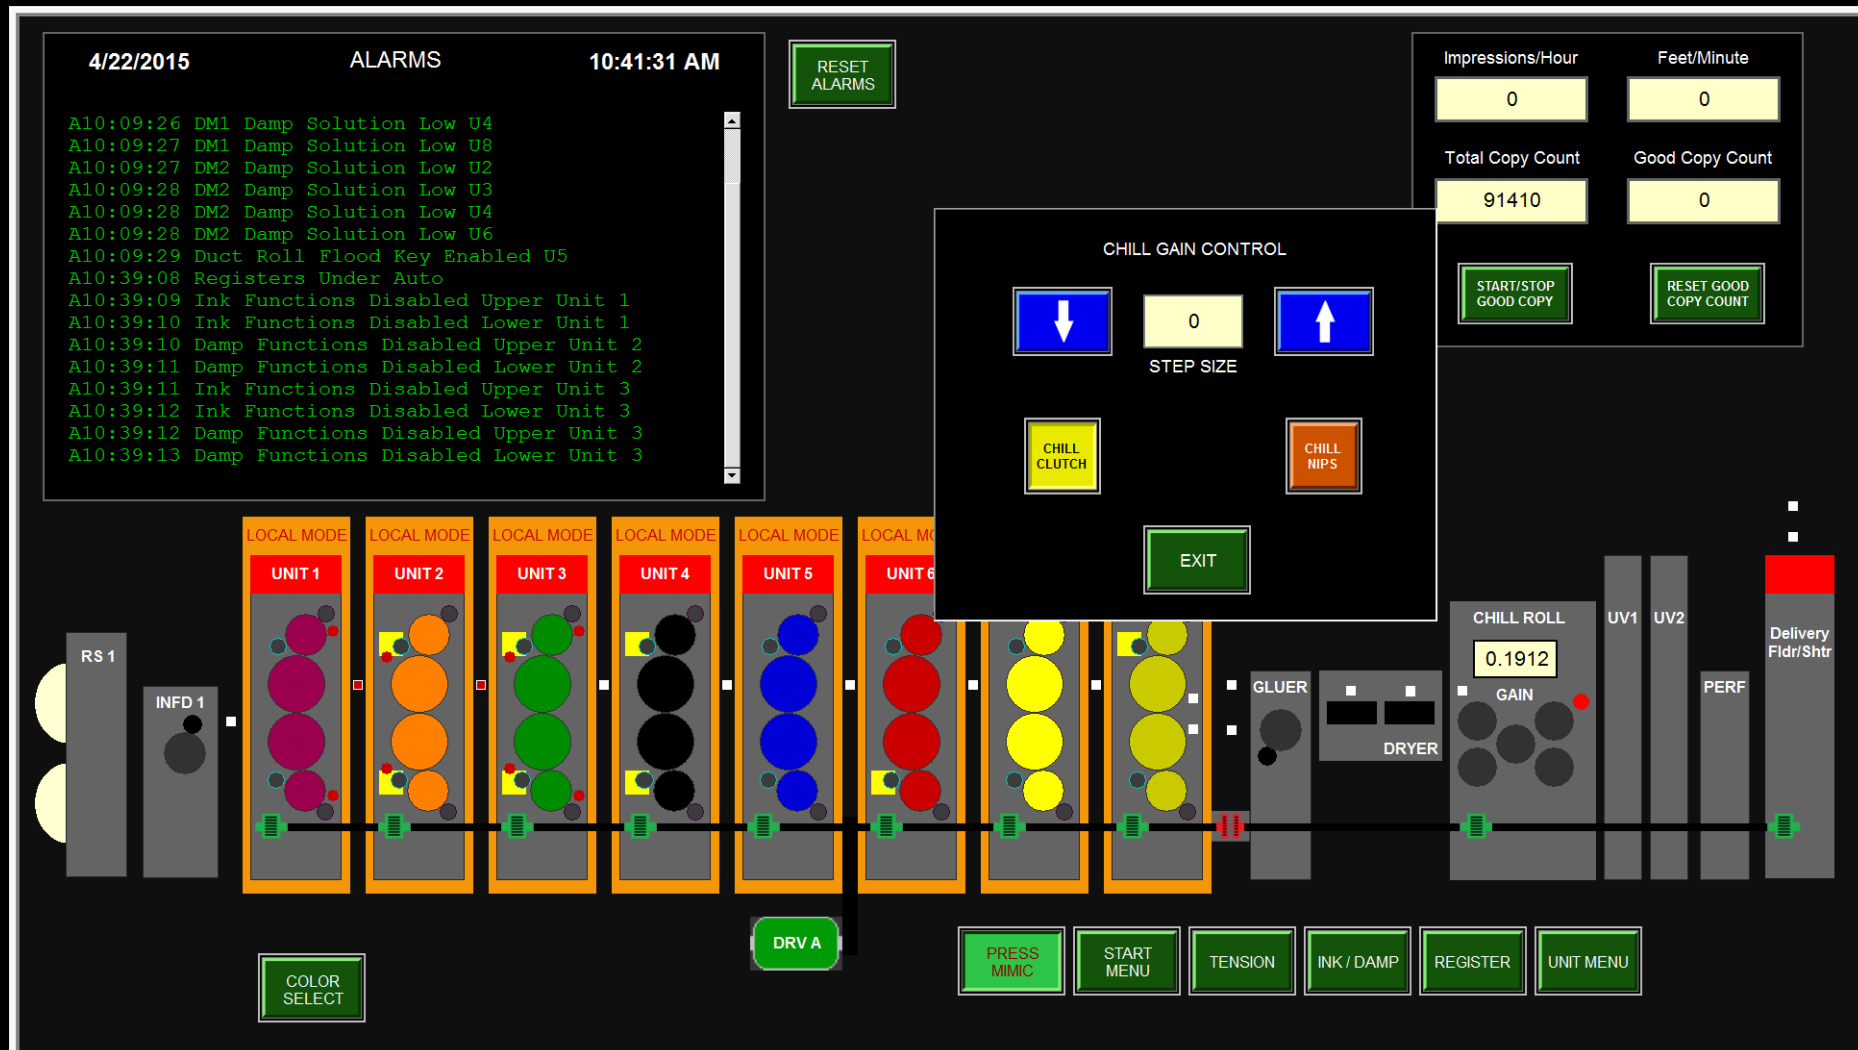 4/22/2015 ALARMS 10:41:31 AM
A10:09:26 DM1 Damp Solution Low U4
A10:09:27 DM1 Damp Solution Low U8
A10:09:27 DM2 Damp Solution Low U2
A10:09:28 DM2 Damp Solution Low U3
A10:09:28 DM2 Damp Solution Low U4
A10:09:28 DM2 Damp Solution Low U6
A10:09:29 Duct Roll Flood Key Enabled U5
A10:39:08 Registers Under Auto
A10:39:09 Ink Functions Disabled Upper Unit 1
A10:39:10 Ink Functions Disabled Lower Unit 1
A10:39:10 Damp Functions Disabled Upper Unit 2
A10:39:11 Damp Functions Disabled Lower Unit 2
A10:39:11 Ink Functions Disabled Upper Unit 3
A10:39:12 Ink Functions Disabled Lower Unit 3
A10:39:12 Damp Functions Disabled Upper Unit 3
A10:39:13 Damp Functions Disabled Lower Unit 3
RESET
ALARMS
Impressions/Hour Feet/Minute
0 0
Total Copy Count Good Copy Count
91410 0
START/STOP
GOOD COPY
RESET GOOD
COPY COUNT
CHILL GAIN CONTROL
0
STEP SIZE
CHILL
CLUTCH
CHILL
NIPS
EXIT
LOCAL MODE LOCAL MODE LOCAL MODE LOCAL MODE LOCAL MODE LOCAL MO
UNIT 1 UNIT 2 UNIT 3 UNIT 4 UNIT 5 UNIT 6
RS 1
INFD 1
GLUER
DRYER
CHILL ROLL
0.1912
GAIN
UV1 UV2
PERF
Delivery
Fldr/Shtr
DRV A
COLOR
SELECT
PRESS
MIMIC
START
MENU
TENSION
INK / DAMP
REGISTER
UNIT MENU